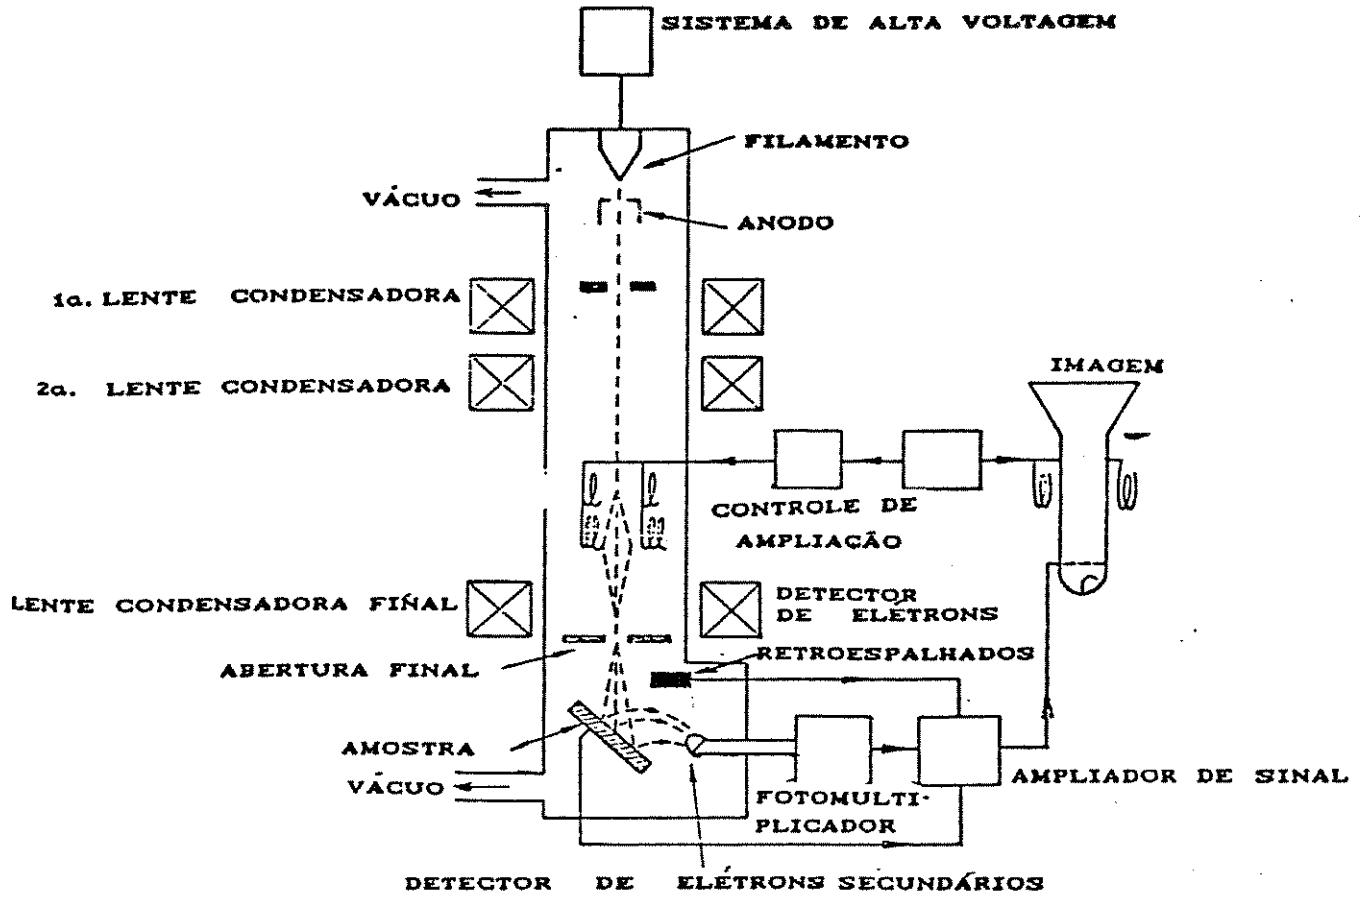 SISTEMA DE ALTA VOLTAGEM
FILAMENTO
VÁCUO
ANODO
1a. LENTE CONDENSADORA
2a. LENTE CONDENSADORA
IMAGEM
CONTROLE DE
AMPLIAÇÃO
LENTE CONDENSADORA FINAL
DETECTOR
DE ELÉTRONS
RETROESPALHADOS
ABERTURA FINAL
AMOSTRA
VÁCUO
AMPLIADOR DE SINAL
FOTOMULTI-
PLICADOR
DETECTOR DE ELÉTRONS SECUNDÁRIOS